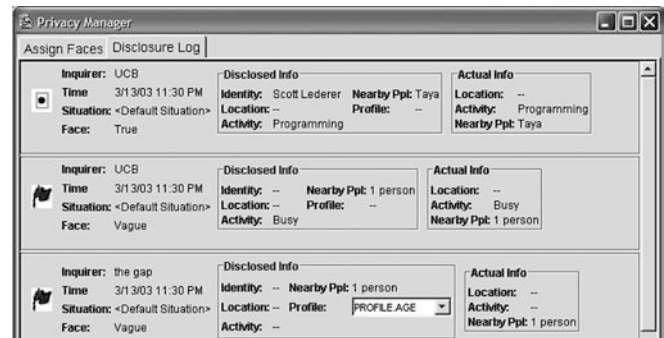 Privacy Manager
Assign Faces Disclosure Log
Inquirer: UCB
Time 3/13/03 11:30 PM
Situation: <Default Situation>
Face: True
Disclosed Info
Identity: Scott Lederer Nearby Ppl: Taya
Location: -- Profile: --
Activity: Programming
Actual Info
Location: --
Activity: Programming
Nearby Ppl: Taya
Inquirer: UCB
Time 3/13/03 11:30 PM
Situation: <Default Situation>
Face: Vague
Disclosed Info
Identity: -- Nearby Ppl: 1 person
Location: -- Profile: --
Activity: Busy
Actual Info
Location: --
Activity: Busy
Nearby Ppl: 1 person
Inquirer: the gap
Time 3/13/03 11:30 PM
Situation: <Default Situation>
Face: Vague
Disclosed Info
Identity: -- Nearby Ppl: 1 person
Location: -- Profile: PROFILE.AGE
Activity: --
Actual Info
Location: --
Activity: --
Nearby Ppl: 1 person